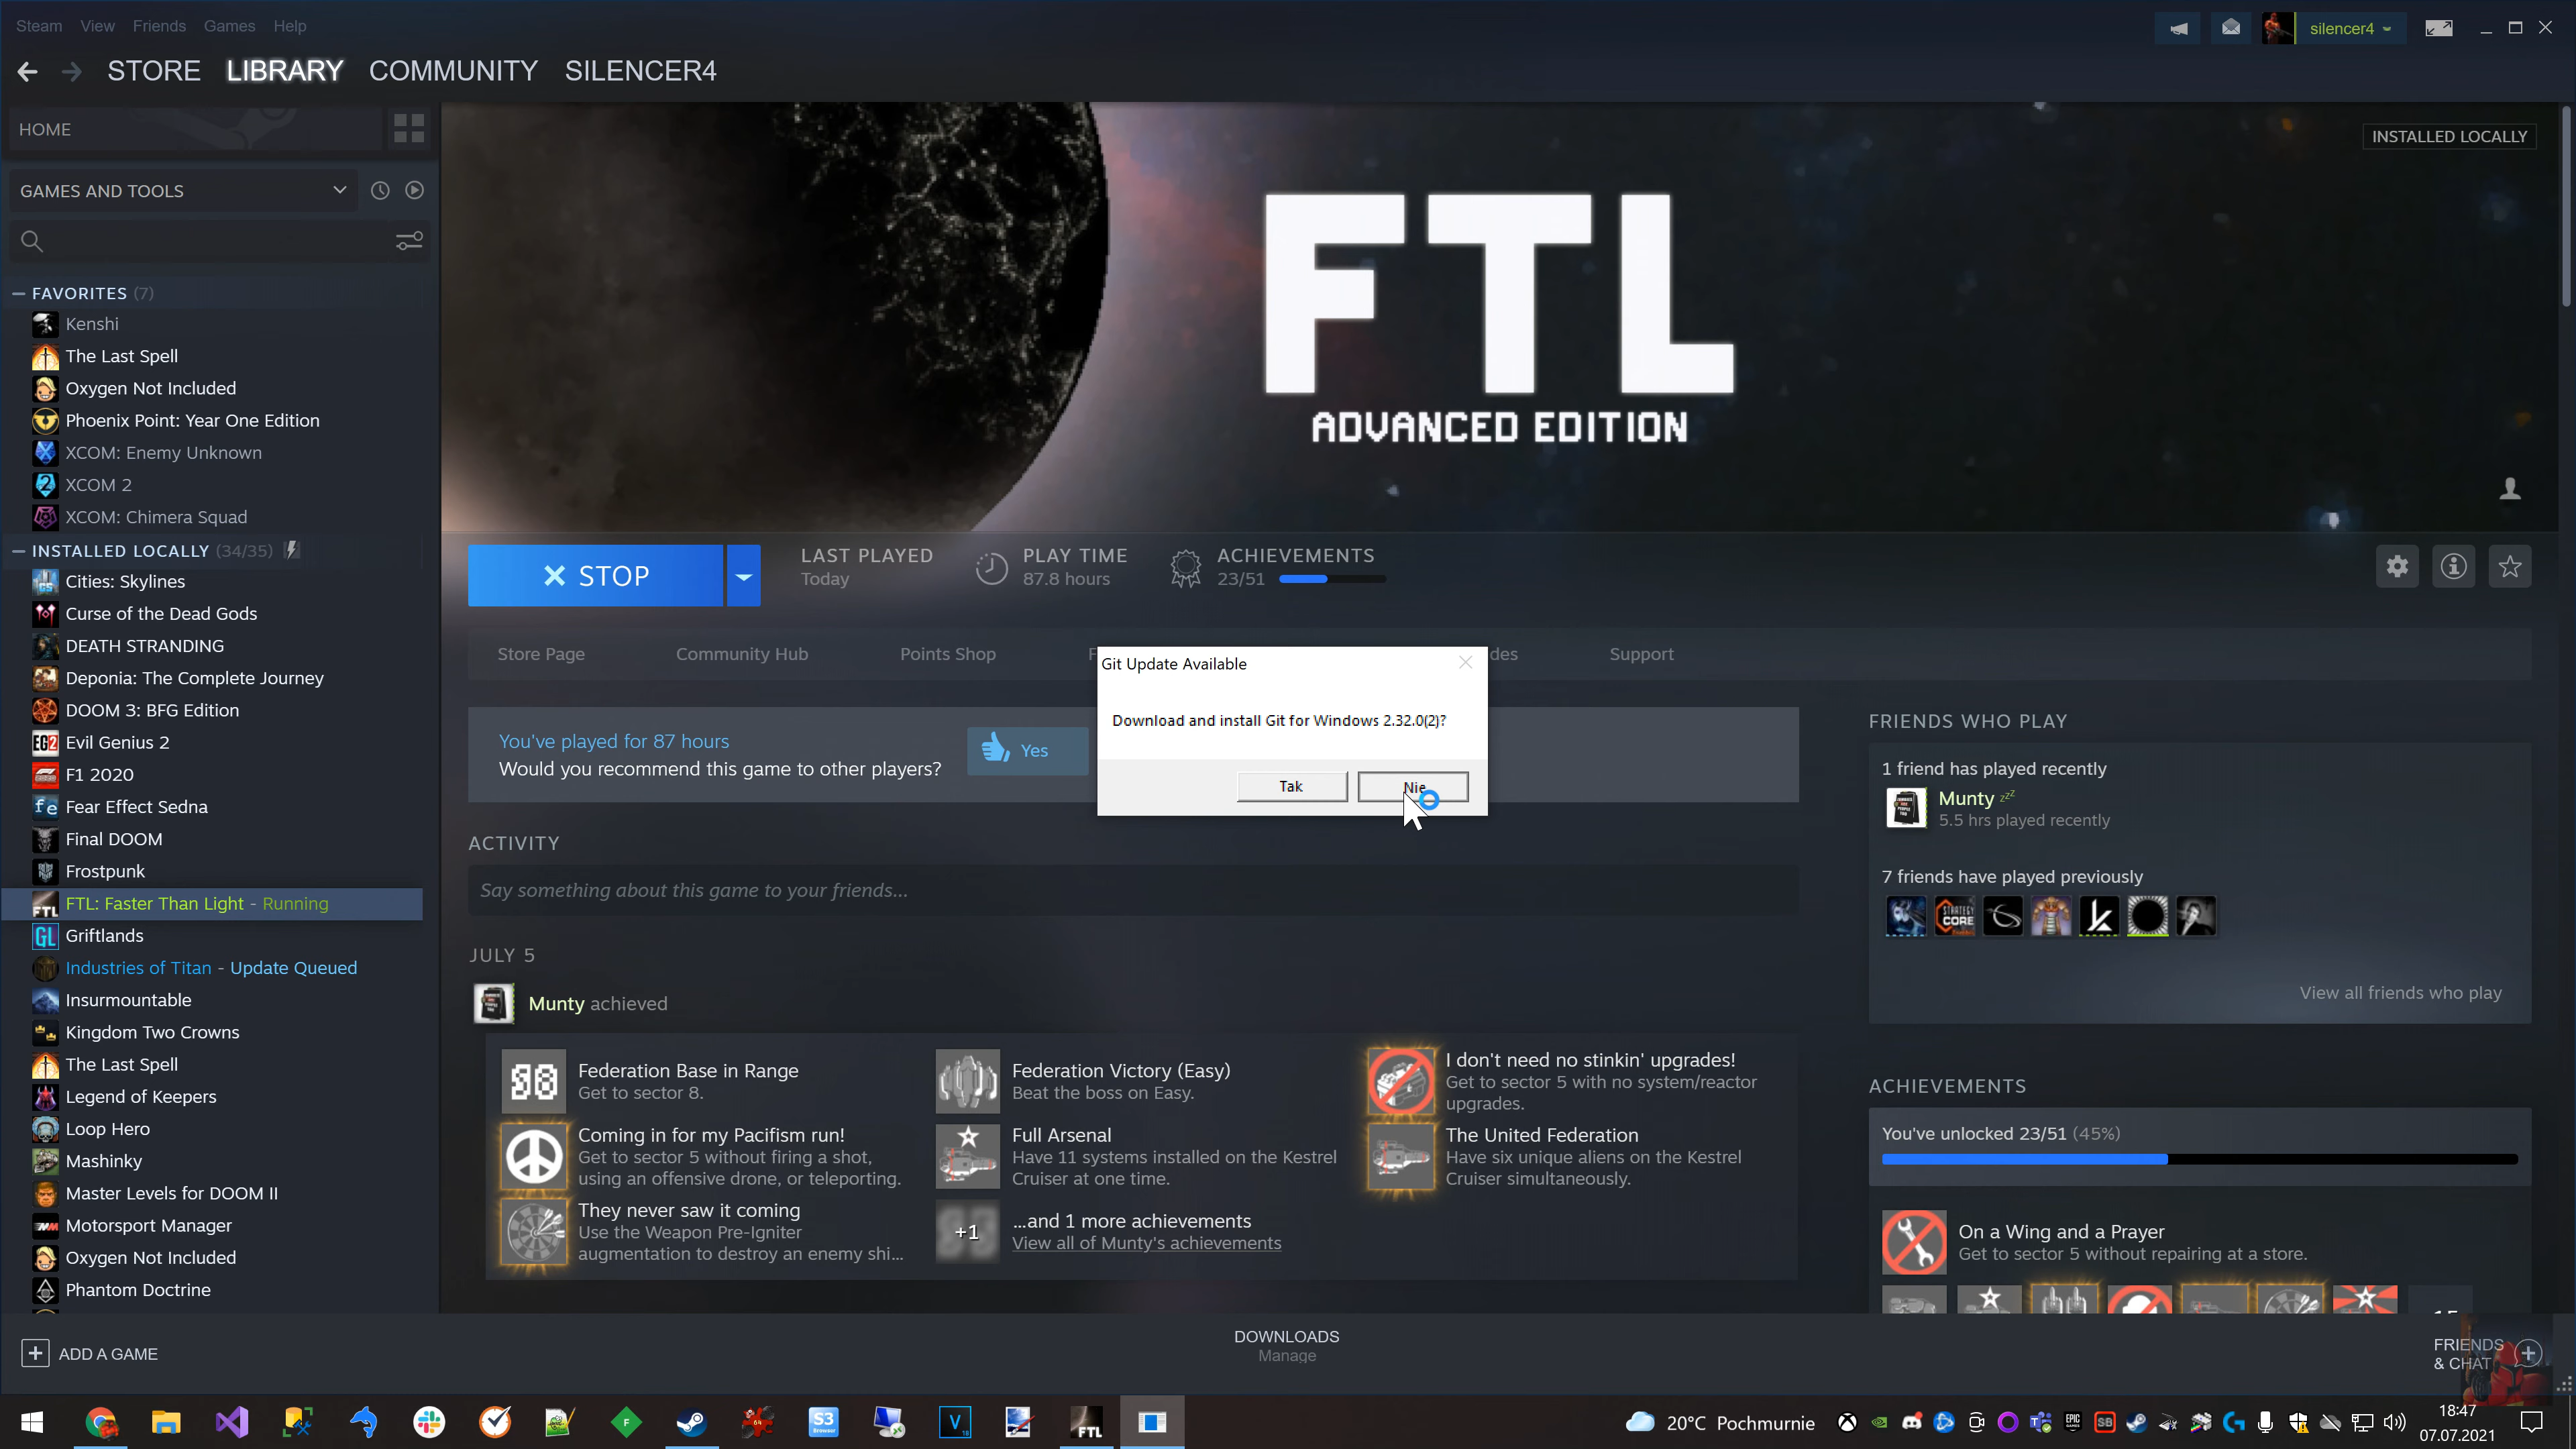 Steam View Friends Games Help
silencer4
STORE LIBRARY COMMUNITY SILENCER4
HOME
GAMES AND TOOLS
FAVORITES (7)
Kenshi
The Last Spell
Oxygen Not Included
Phoenix Point: Year One Edition
XCOM: Enemy Unknown
XCOM 2
XCOM: Chimera Squad
INSTALLED LOCALLY (34/35)
Cities: Skylines
Curse of the Dead Gods
DEATH STRANDING
Deponia: The Complete Journey
DOOM 3: BFG Edition
Evil Genius 2
F1 2020
Fear Effect Sedna
Final DOOM
Frostpunk
FTL: Faster Than Light - Running
Griftlands
Industries of Titan - Update Queued
Insurmountable
Kingdom Two Crowns
The Last Spell
Legend of Keepers
Loop Hero
Mashinky
Master Levels for DOOM II
Motorsport Manager
Oxygen Not Included
Phantom Doctrine
ADD A GAME
INSTALLED LOCALLY
FTL
ADVANCED EDITION
STOP
LAST PLAYED
Today
PLAY TIME
87.8 hours
ACHIEVEMENTS
23/51
Store Page Community Hub Points Shop des Support
Git Update Available
Download and install Git for Windows 2.32.0(2)?
Tak Nie
You've played for 87 hours
Would you recommend this game to other players?
Yes
ACTIVITY
Say something about this game to your friends...
JULY 5
Munty achieved
Federation Base in Range
Get to sector 8.
Federation Victory (Easy)
Beat the boss on Easy.
I don't need no stinkin' upgrades!
Get to sector 5 with no system/reactor
upgrades.
Coming in for my Pacifism run!
Get to sector 5 without firing a shot,
using an offensive drone, or teleporting.
Full Arsenal
Have 11 systems installed on the Kestrel
Cruiser at one time.
The United Federation
Have six unique aliens on the Kestrel
Cruiser simultaneously.
They never saw it coming
Use the Weapon Pre-Igniter
augmentation to destroy an enemy shi...
+1
...and 1 more achievements
View all of Munty's achievements
FRIENDS WHO PLAY
1 friend has played recently
Munty zzz
5.5 hrs played recently
7 friends have played previously
View all friends who play
ACHIEVEMENTS
You've unlocked 23/51 (45%)
On a Wing and a Prayer
Get to sector 5 without repairing at a store.
DOWNLOADS
Manage
FRIENDS
& CHAT
20°C Pochmurnie
18:47
07.07.2021